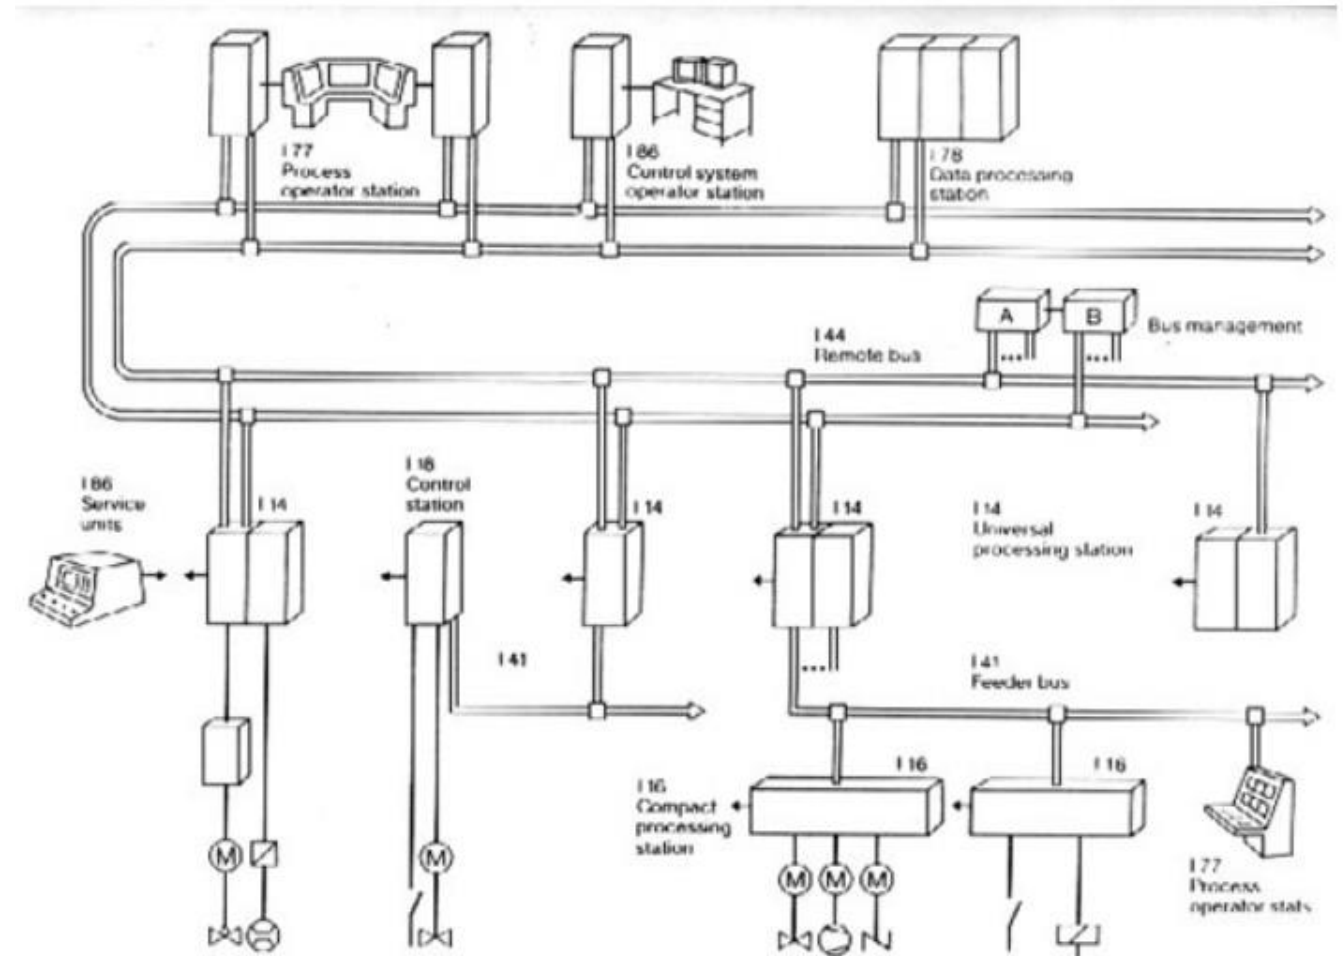 I 77
Process
operator station
I 86
Control system
operator station
I 78
Data processing
station
A
B
Bus management
I 44
Remote bus
I 86
Service
units
I 14
I 18
Control
station
I 14
I 14
I 14
Universal
processing station
I 14
I 41
I 41
Feeder bus
I 16
Compact
processing
station
I 16
I 16
M
M
M
M
M
I 77
Process
operator stats